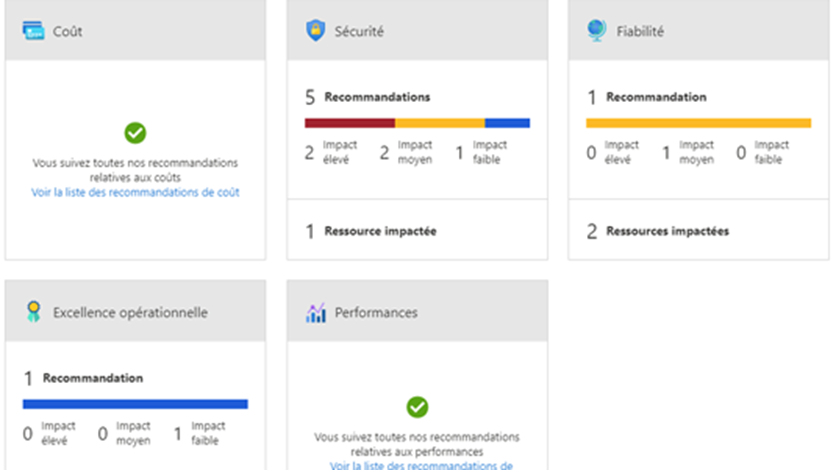 Coût
Vous suivez toutes nos recommandations
relatives aux coûts
Voir la liste des recommandations de coût
Sécurité
5 Recommandations
2 Impact élevé 2 Impact moyen 1 Impact faible
1 Ressource impactée
Fiabilité
1 Recommandation
0 Impact élevé 1 Impact moyen 0 Impact faible
2 Ressources impactées
Excellence opérationnelle
1 Recommandation
0 Impact élevé 0 Impact moyen 1 Impact faible
Performances
Vous suivez toutes nos recommandations
relatives aux performances
Voir la liste des recommandations de